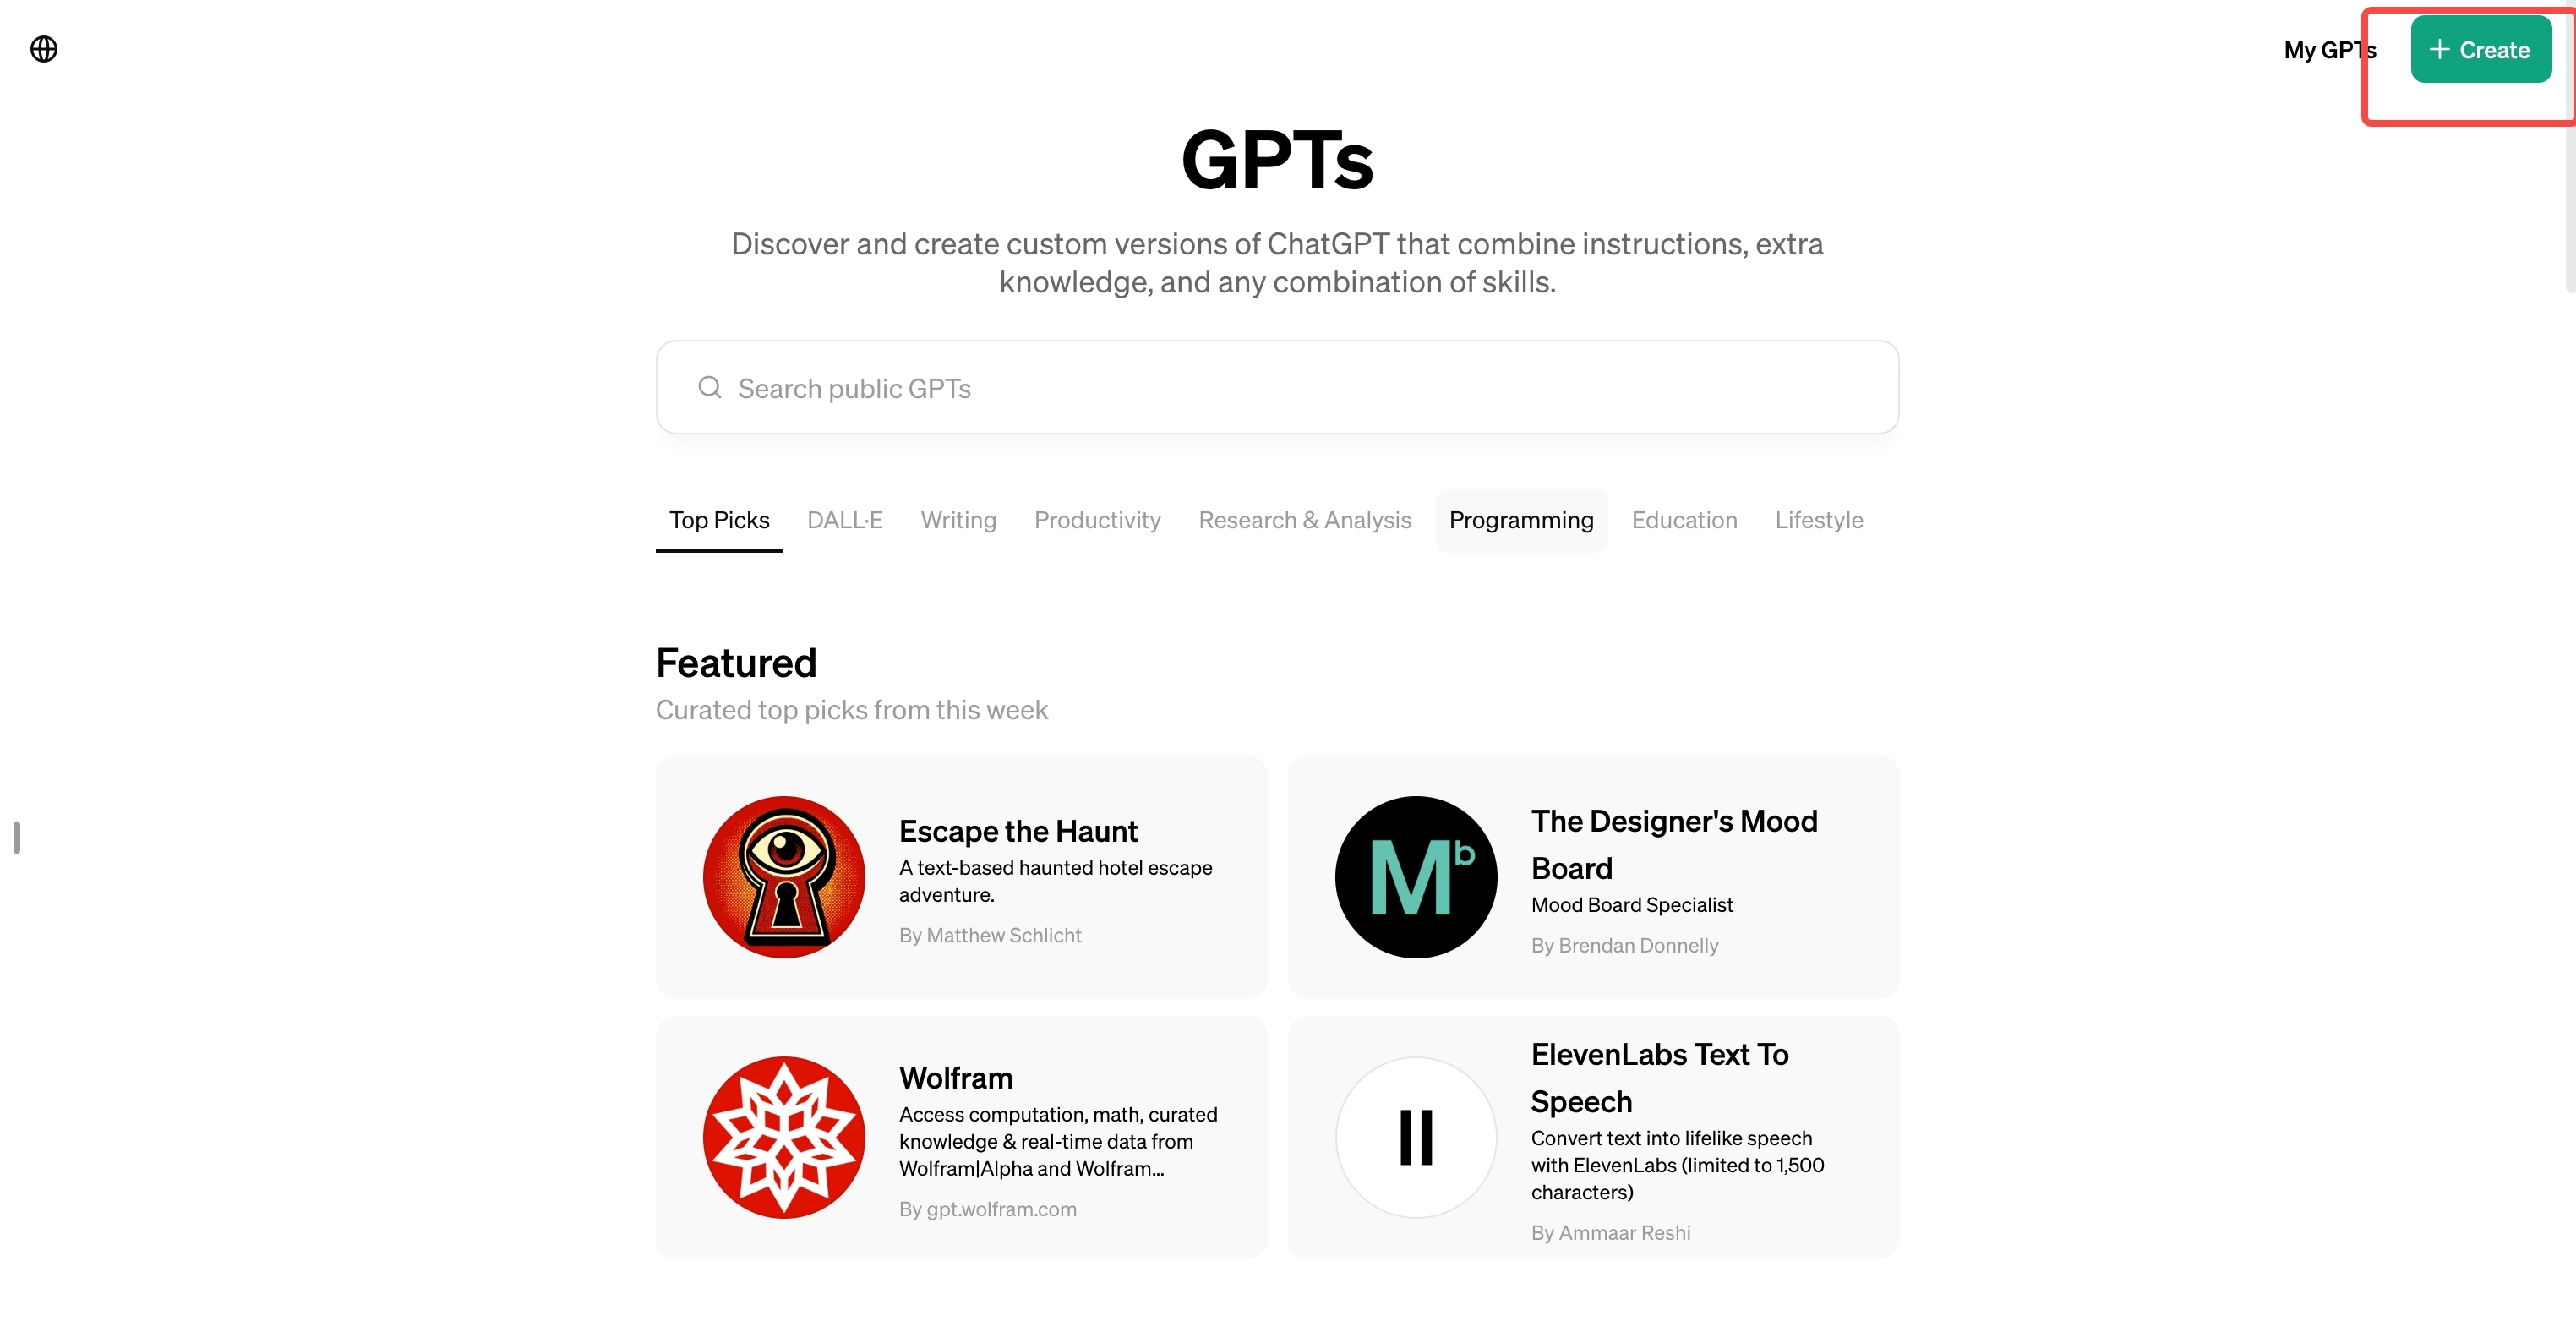 My GPTs
+ Create
GPTs
Discover and create custom versions of ChatGPT that combine instructions, extra
knowledge, and any combination of skills.
Search public GPTs
Top Picks DALL·E Writing Productivity Research & Analysis Programming Education Lifestyle
Featured
Curated top picks from this week
Escape the Haunt
A text-based haunted hotel escape
adventure.
By Matthew Schlicht
Mb
The Designer's Mood
Board
Mood Board Specialist
By Brendan Donnelly
Wolfram
Access computation, math, curated
knowledge & real-time data from
Wolfram|Alpha and Wolfram...
By gpt.wolfram.com
ElevenLabs Text To
Speech
Convert text into lifelike speech
with ElevenLabs (limited to 1,500
characters)
By Ammaar Reshi